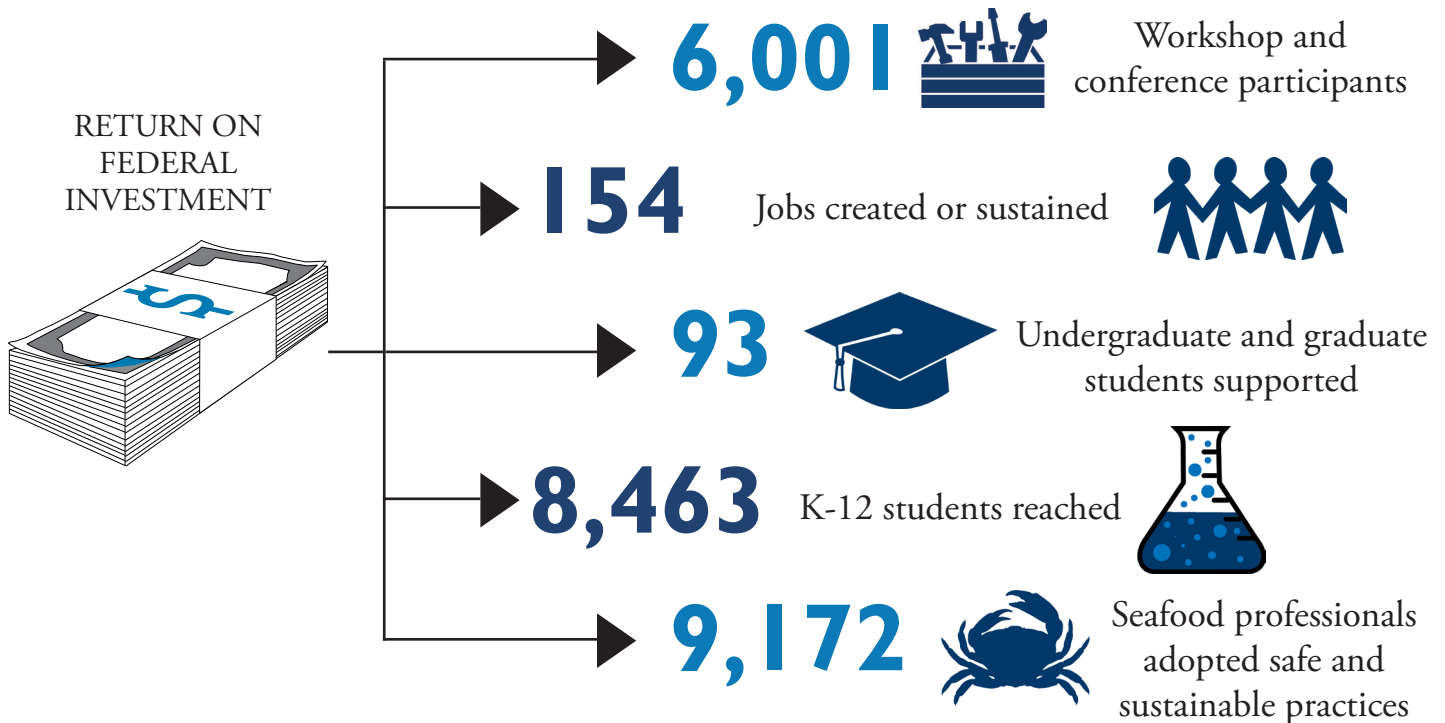 RETURN ON
FEDERAL
INVESTMENT
$
6,001
Workshop and
conference participants
154
Jobs created or sustained
93
Undergraduate and graduate
students supported
8,463
K-12 students reached
9,172
Seafood professionals
adopted safe and
sustainable practices